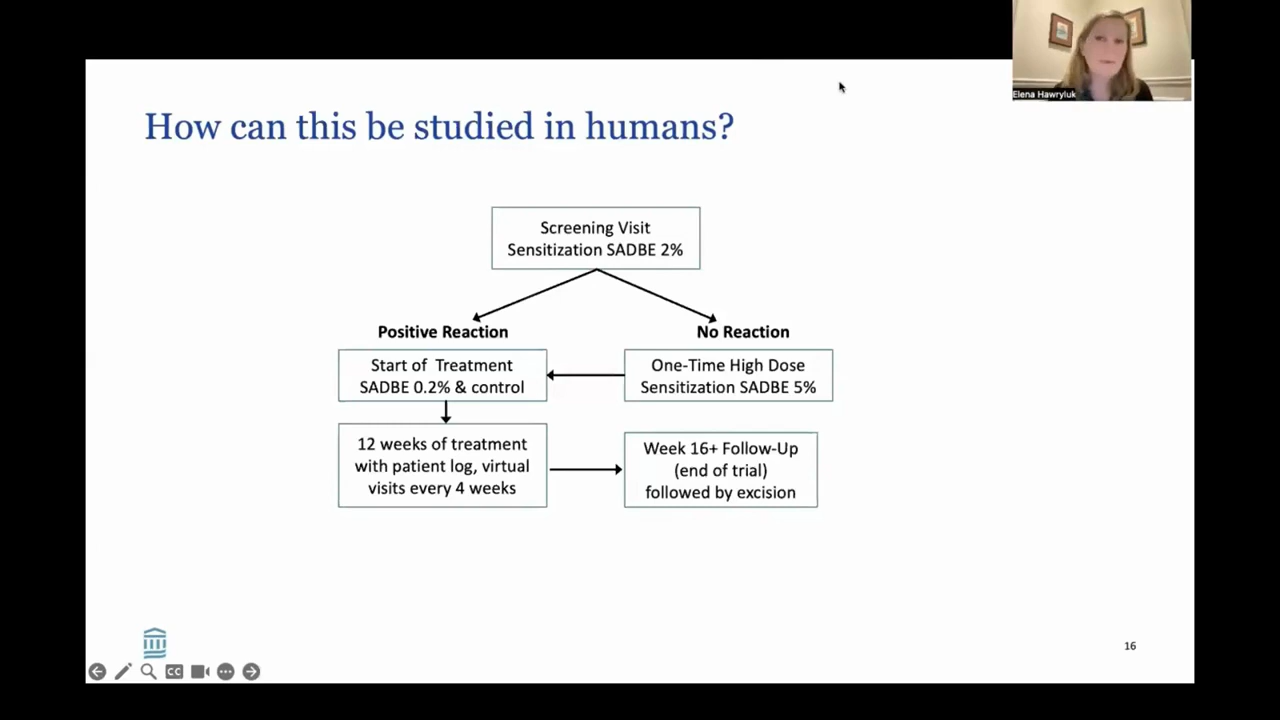 Elena Hawryluk
How can this be studied in humans?
Screening Visit
Sensitization SADBE 2%
Positive Reaction
No Reaction
Start of Treatment
SADBE 0.2% & control
One-Time High Dose
Sensitization SADBE 5%
12 weeks of treatment
with patient log, virtual
visits every 4 weeks
Week 16+ Follow-Up
(end of trial)
followed by excision
16
CC